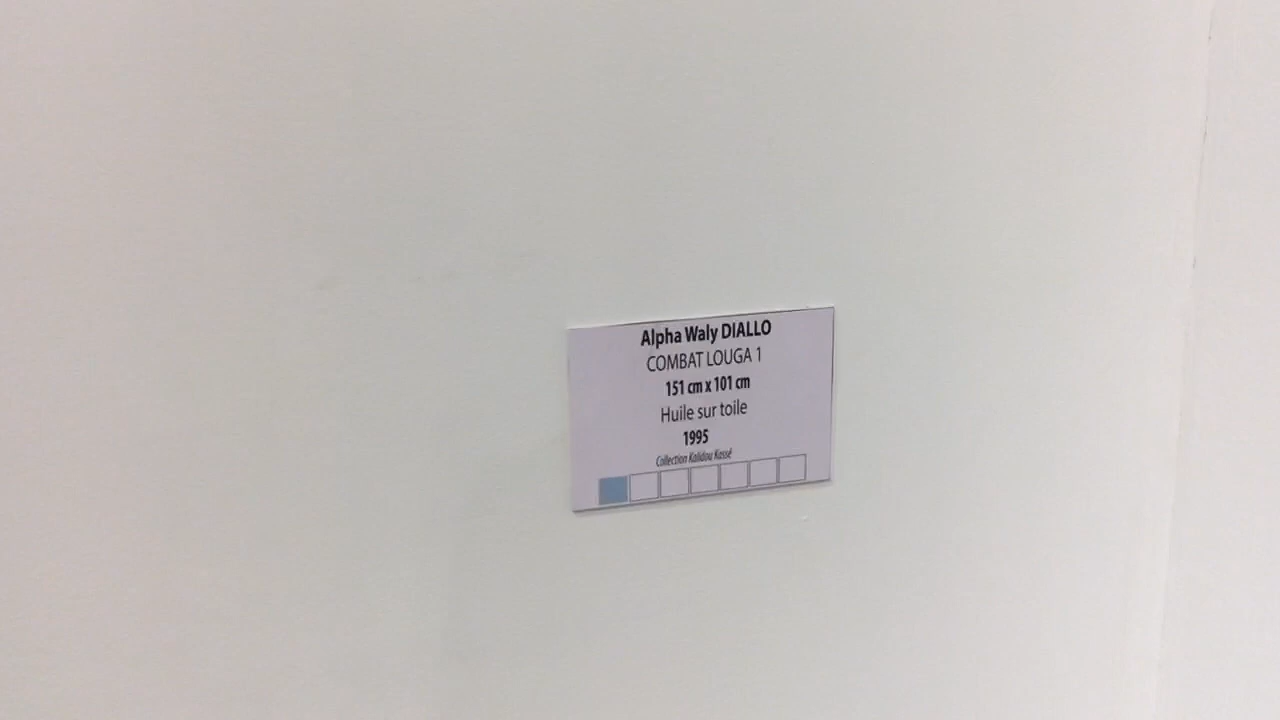 Alpha Waly DIALLO
COMBAT LOUGA 1
151 cm x 101 cm
Huile sur toile
1995
Collection Kalidou Kassé